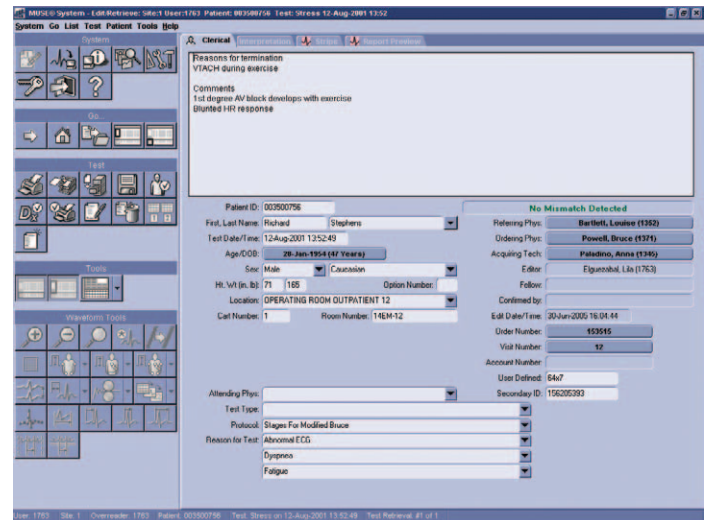 MUSE® System - Edit/Retrieve: Site:1 User:1763 Patient: 003500756 Test: Stress 12-Aug-2001 13:52
System Go List Test Patient Tools Help
System
Clerical Interpretation Strips Report Preview
Reasons for termination
VTACH during exercise
Comments
1st degree AV block develops with exercise
Blunted HR response
Go...
Test
Tools
Waveform Tools
Patient ID: 003500756
No Mismatch Detected
First, Last Name: Richard Stephens
Referring Phys: Bartlett, Louise (1352)
Test Date/Time: 12-Aug-2001 13:52:49
Ordering Phys: Powell, Bruce (1371)
Age/DOB: 28-Jan-1954 (47 Years)
Acquiring Tech: Paladino, Anna (1345)
Sex: Male Caucasian
Editor: Elguezabal, Lila (1763)
Ht. Wt (in. lb): 71 165 Option Number:
Follow:
Location: OPERATING ROOM OUTPATIENT 12
Confirmed by:
Cart Number: 1 Room Number: 14EM-12
Edit Date/Time: 30-Jun-2005 16:04:44
Order Number: 153515
Visit Number: 12
Account Number:
User Defined: 64x7
Attending Phys:
Seconday ID: 156205393
Test Type:
Protocol: Stages For Modified Bruce
Reason for Test: Abnormal ECG
Dyspnea
Fatigue
User: 1763 Site: 1 Overreader: 1763 Patient: 003500756 Test: Stress on 12-Aug-2001 13:52:49 Test Retrieval: #1 of 1